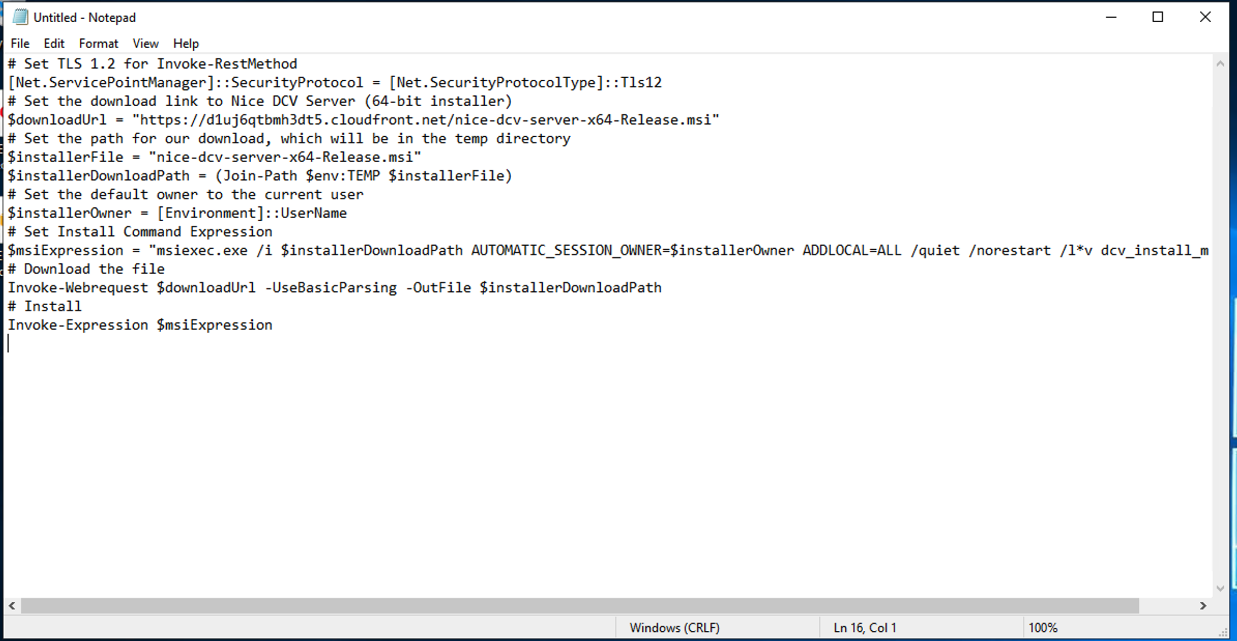 Untitled - Notepad
File Edit Format View Help
# Set TLS 1.2 for Invoke-RestMethod
[Net.ServicePointManager]::SecurityProtocol = [Net.SecurityProtocolType]::Tls12
# Set the download link to Nice DCV Server (64-bit installer)
$downloadUrl = "https://d1uj6qtbmh3dt5.cloudfront.net/nice-dcv-server-x64-Release.msi"
# Set the path for our download, which will be in the temp directory
$installerFile = "nice-dcv-server-x64-Release.msi"
$installerDownloadPath = (Join-Path $env:TEMP $installerFile)
# Set the default owner to the current user
$installerOwner = [Environment]::UserName
# Set Install Command Expression
$msiExpression = "msiexec.exe /i $installerDownloadPath AUTOMATIC_SESSION_OWNER=$installerOwner ADDLOCAL=ALL /quiet /norestart /l*v dcv_install_m
# Download the file
Invoke-Webrequest $downloadUrl -UseBasicParsing -OutFile $installerDownloadPath
# Install
Invoke-Expression $msiExpression
Windows (CRLF) Ln 16, Col 1 100%